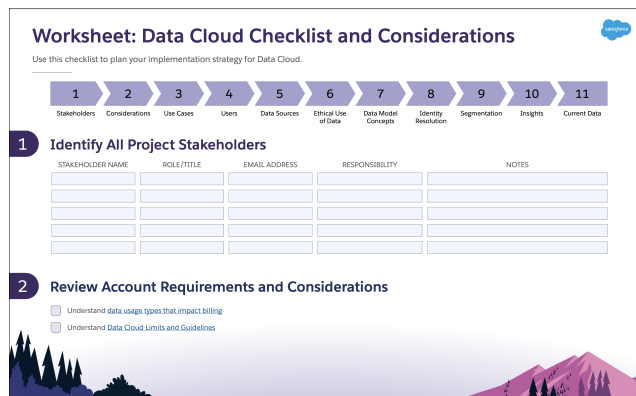 Worksheet: Data Cloud Checklist and Considerations
salesforce
Use this checklist to plan your implementation strategy for Data Cloud.
1 2 3 4 5 6 7 8 9 10 11
Stakeholders Considerations Use Cases Users Data Sources Ethical Use of Data Data Model Concepts Identity Resolution Segmentation Insights Current Data
1 Identify All Project Stakeholders
STAKEHOLDER NAME ROLE/TITLE EMAIL ADDRESS RESPONSIBILITY NOTES
2 Review Account Requirements and Considerations
Understand data usage types that impact billing
Understand Data Cloud Limits and Guidelines